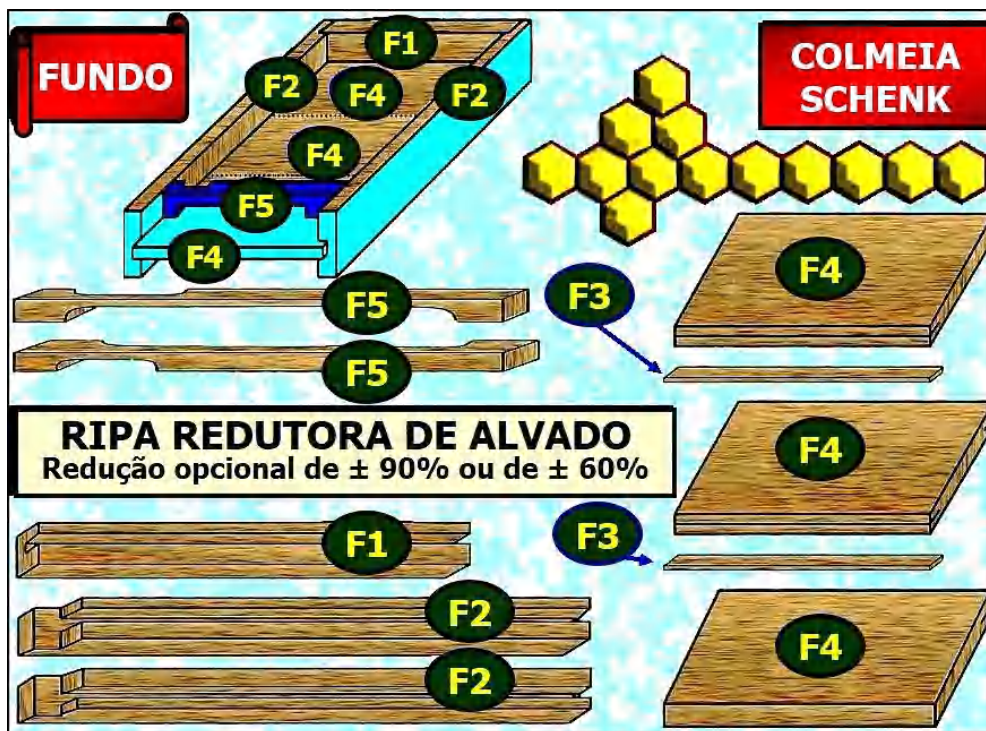 FUNDO
COLMEIA
SCHENK
F1
F2
F4
F2
F4
F5
F4
F4
F3
F5
F5
F4
RIPA REDUTORA DE ALVADO
Redução opcional de ± 90% ou de ± 60%
F3
F1
F2
F4
F2